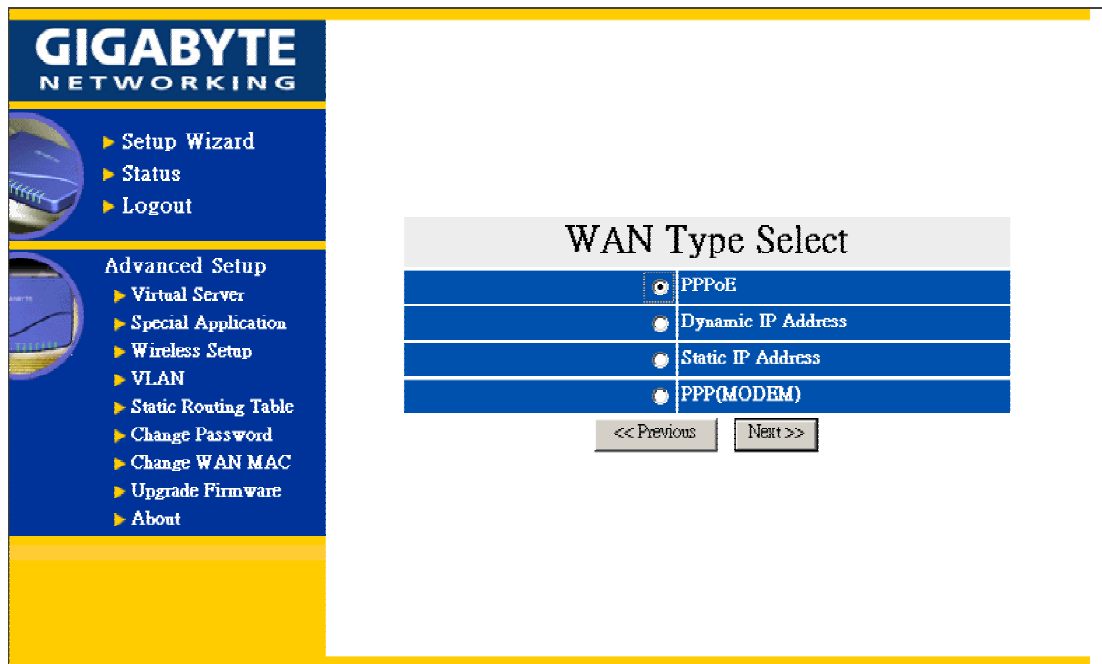 GIGABYTE
NETWORKING
Setup Wizard
Status
Logout
Advanced Setup
Virtual Server
Special Application
Wireless Setup
VLAN
Static Routing Table
Change Password
Change WAN MAC
Upgrade Firmware
About
WAN Type Select
PPPoE
Dynamic IP Address
Static IP Address
PPP(MODEM)
<< Previous Next >>